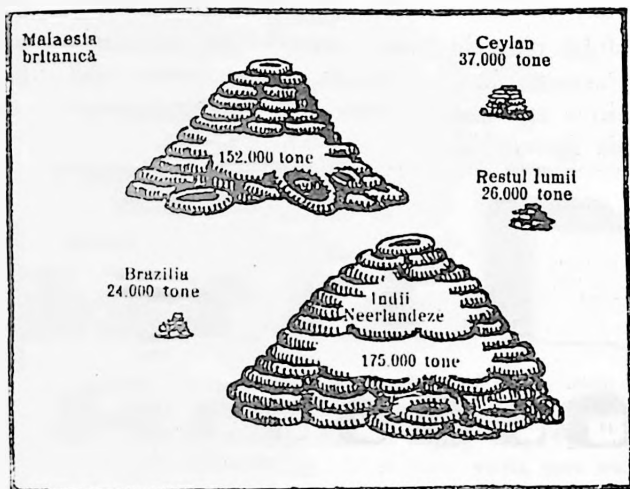 Malaesia
britanică
152.000 tone
Ceylan
37.000 tone
Restul lumii
26.000 tone
Brazilia
24.000 tone
Indii
Neerlandeze
175.000 tone